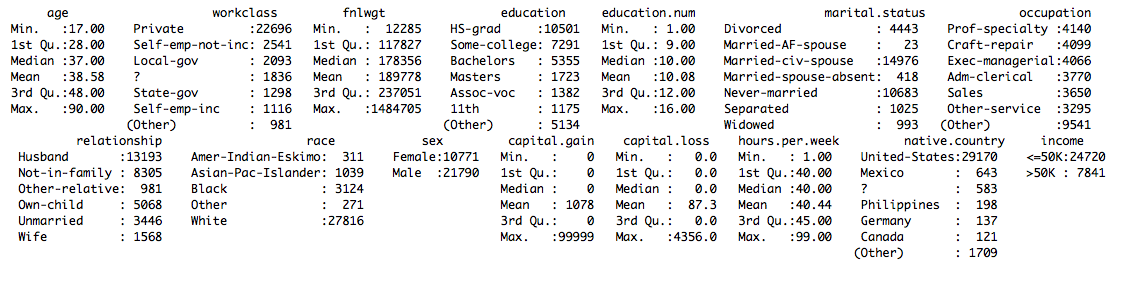 age workclass fnlwgt education education.num marital.status occupation
Min. :17.00 Private :22696 Min. : 12285 HS-grad :10501 Min. : 1.00 Divorced : 4443 Prof-specialty :4140
1st Qu.:28.00 Self-emp-not-inc: 2541 1st Qu.: 117827 Some-college: 7291 1st Qu.: 9.00 Married-AF-spouse : 23 Craft-repair :4099
Median :37.00 Local-gov : 2093 Median : 178356 Bachelors : 5355 Median :10.00 Married-civ-spouse :14976 Exec-managerial:4066
Mean :38.58 ? : 1836 Mean : 189778 Masters : 1723 Mean :10.08 Married-spouse-absent: 418 Adm-clerical :3770
3rd Qu.:48.00 State-gov : 1298 3rd Qu.: 237051 Assoc-voc : 1382 3rd Qu.:12.00 Never-married :10683 Sales :3650
Max. :90.00 Self-emp-inc : 1116 Max. :1484705 11th : 1175 Max. :16.00 Separated : 1025 Other-service :3295
(Other) : 981 (Other) : 5134 Widowed : 993 (Other) :9541
relationship race sex capital.gain capital.loss hours.per.week native.country income
Husband :13193 Amer-Indian-Eskimo: 311 Female:10771 Min. : 0 Min. : 0.0 Min. : 1.00 United-States:29170 <=50K:24720
Not-in-family : 8305 Asian-Pac-Islander: 1039 Male :21790 1st Qu.: 0 1st Qu.: 0.0 1st Qu.:40.00 Mexico : 643 >50K : 7841
Other-relative: 981 Black : 3124 Median : 0 Median : 0.0 Median :40.00 ? : 583
Own-child : 5068 Other : 271 Mean : 1078 Mean : 87.3 Mean :40.44 Philippines : 198
Unmarried : 3446 White :27816 3rd Qu.: 0 3rd Qu.: 0.0 3rd Qu.:45.00 Germany : 137
Wife : 1568 Max. :99999 Max. :4356.0 Max. :99.00 Canada : 121
(Other) : 1709